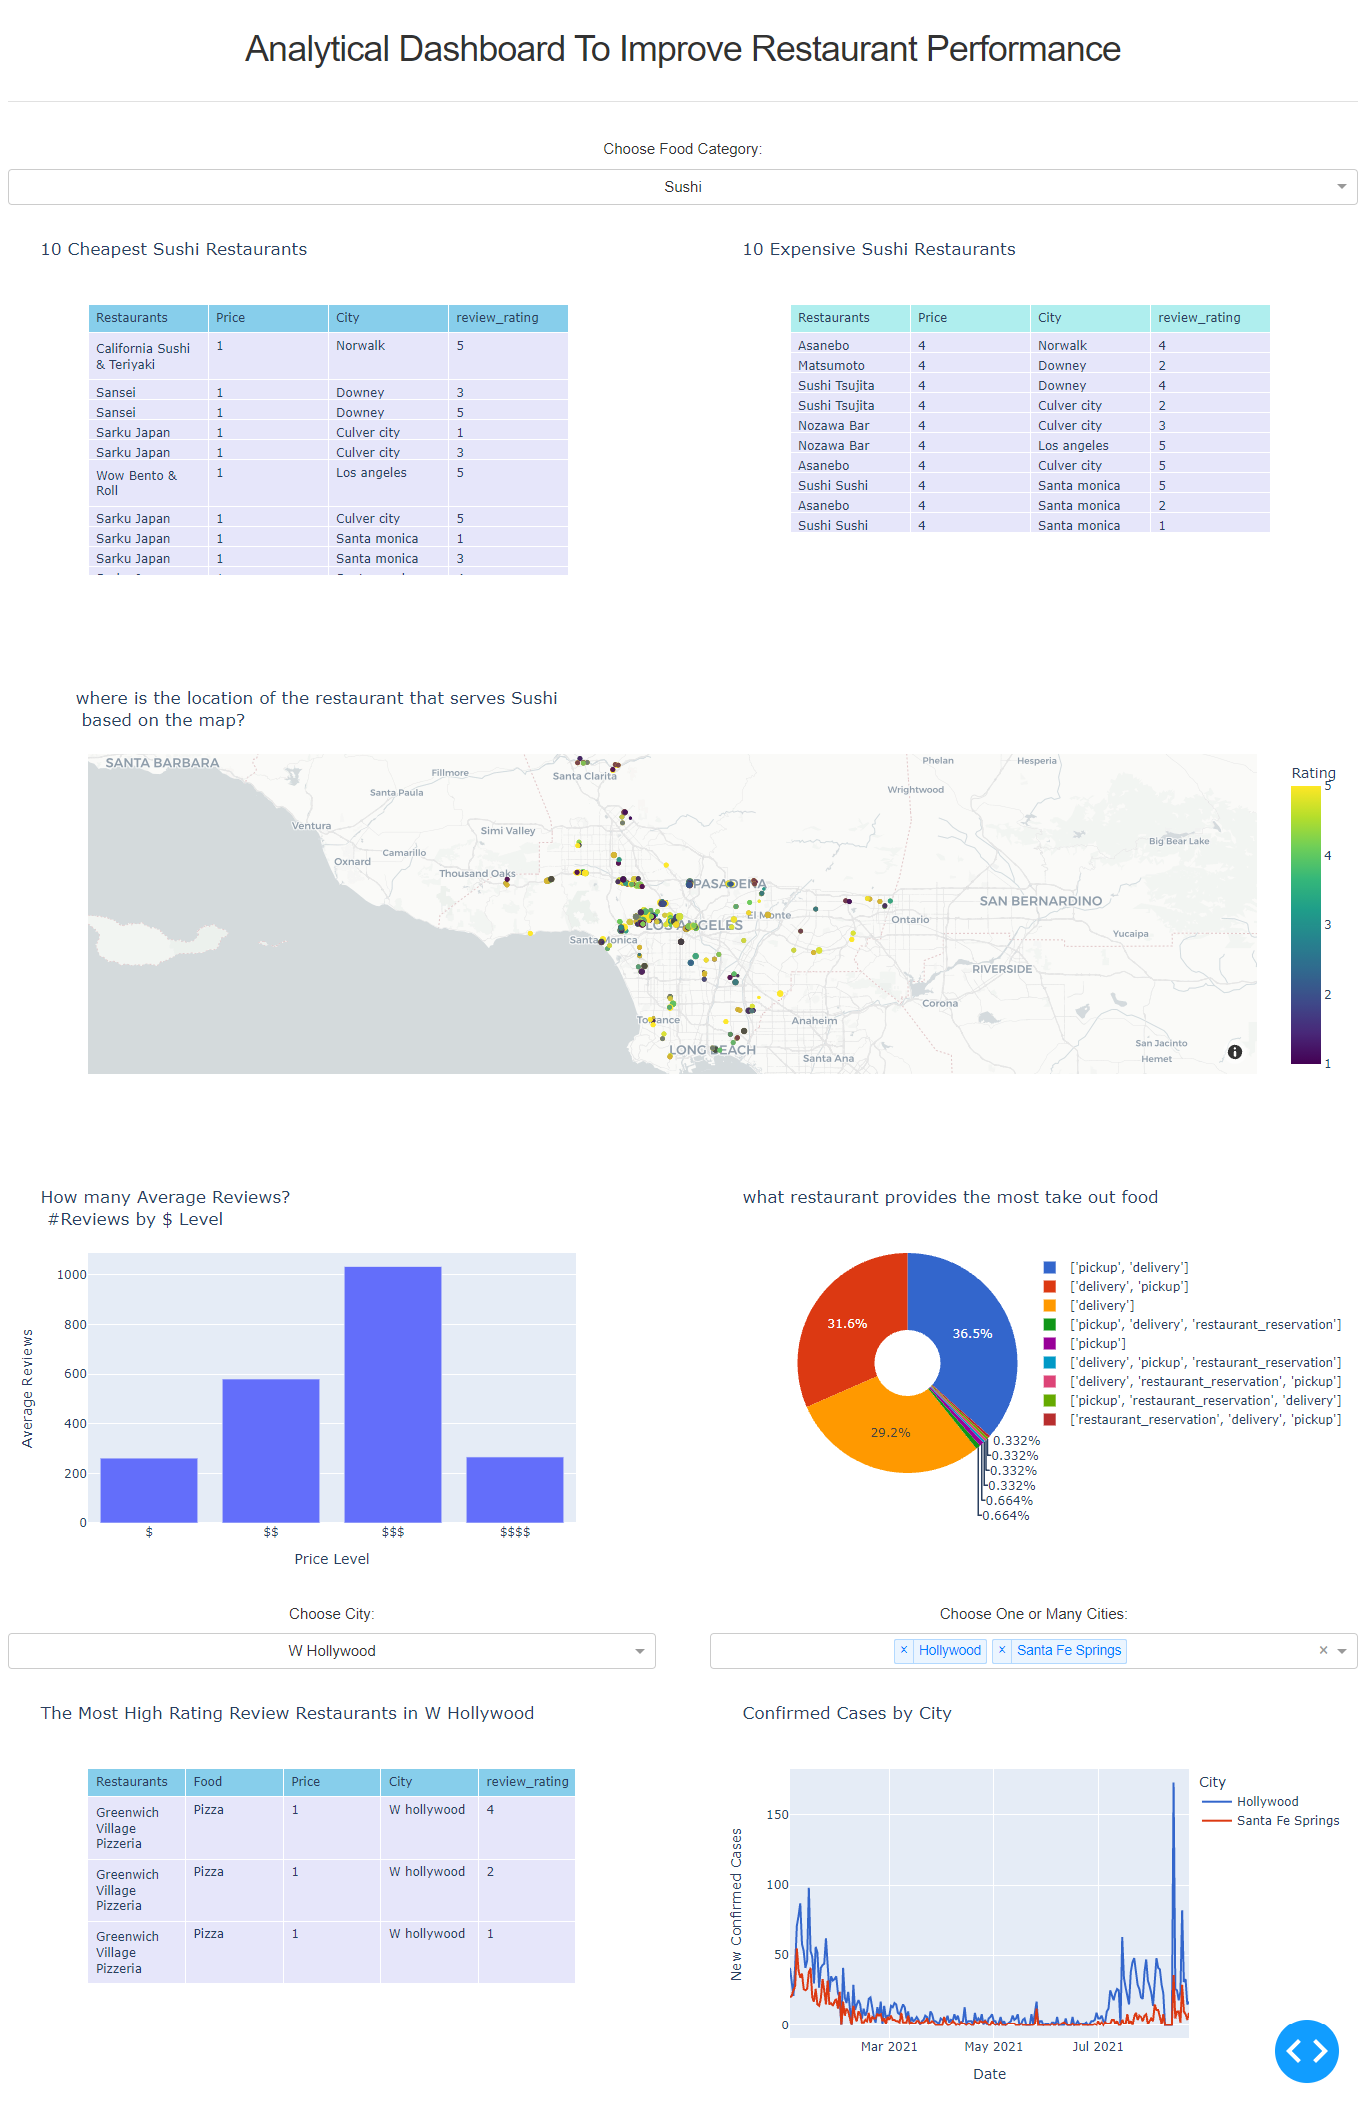 Analytical Dashboard To Improve Restaurant Performance
Choose Food Category:
Sushi
10 Cheapest Sushi Restaurants
Restaurants Price City review_rating
California Sushi & Teriyaki 1 Norwalk 5
Sansei 1 Downey 3
Sansei 1 Downey 5
Sarku Japan 1 Culver city 1
Sarku Japan 1 Culver city 3
Wow Bento & Roll 1 Los angeles 5
Sarku Japan 1 Culver city 5
Sarku Japan 1 Santa monica 1
Sarku Japan 1 Santa monica 3
10 Expensive Sushi Restaurants
Restaurants Price City review_rating
Asanebo 4 Norwalk 4
Matsumoto 4 Downey 2
Sushi Tsujita 4 Downey 4
Sushi Tsujita 4 Culver city 2
Nozawa Bar 4 Culver city 3
Nozawa Bar 4 Los angeles 5
Asanebo 4 Culver city 5
Sushi Sushi 4 Santa monica 5
Asanebo 4 Santa monica 2
Sushi Sushi 4 Santa monica 1
where is the location of the restaurant that serves Sushi
based on the map?
SANTA BARBARA
Fillmore
Santa Clarita
Phelan
Hesperia
Santa Paula
Wrightwood
Ventura
Simi Valley
Oxnard
Camarillo
Thousand Oaks
Big Bear Lake
PASADENA
SAN BERNARDINO
LOS ANGELES
El Monte
Ontario
Santa Monica
Yucaipa
RIVERSIDE
Corona
Torrance
Anaheim
LONG BEACH
Santa Ana
San Jacinto
Hemet
Rating
5
4
3
2
1
How many Average Reviews?
#Reviews by $ Level
Average Reviews
1000
800
600
400
200
0
$ $$ $$$ $$$$
Price Level
what restaurant provides the most take out food
31.6%
36.5%
29.2%
0.332%
0.332%
0.332%
0.332%
0.664%
0.664%
['pickup', 'delivery']
['delivery', 'pickup']
['delivery']
['pickup', 'delivery', 'restaurant_reservation']
['pickup']
['delivery', 'pickup', 'restaurant_reservation']
['delivery', 'restaurant_reservation', 'pickup']
['pickup', 'restaurant_reservation', 'delivery']
['restaurant_reservation', 'delivery', 'pickup']
Choose City:
W Hollywood
Choose One or Many Cities:
× Hollywood × Santa Fe Springs ×
The Most High Rating Review Restaurants in W Hollywood
Restaurants Food Price City review_rating
Greenwich Village Pizzeria Pizza 1 W hollywood 4
Greenwich Village Pizzeria Pizza 1 W hollywood 2
Greenwich Village Pizzeria Pizza 1 W hollywood 1
Confirmed Cases by City
New Confirmed Cases
150
100
50
0
Mar 2021 May 2021 Jul 2021
Date
City
Hollywood
Santa Fe Springs